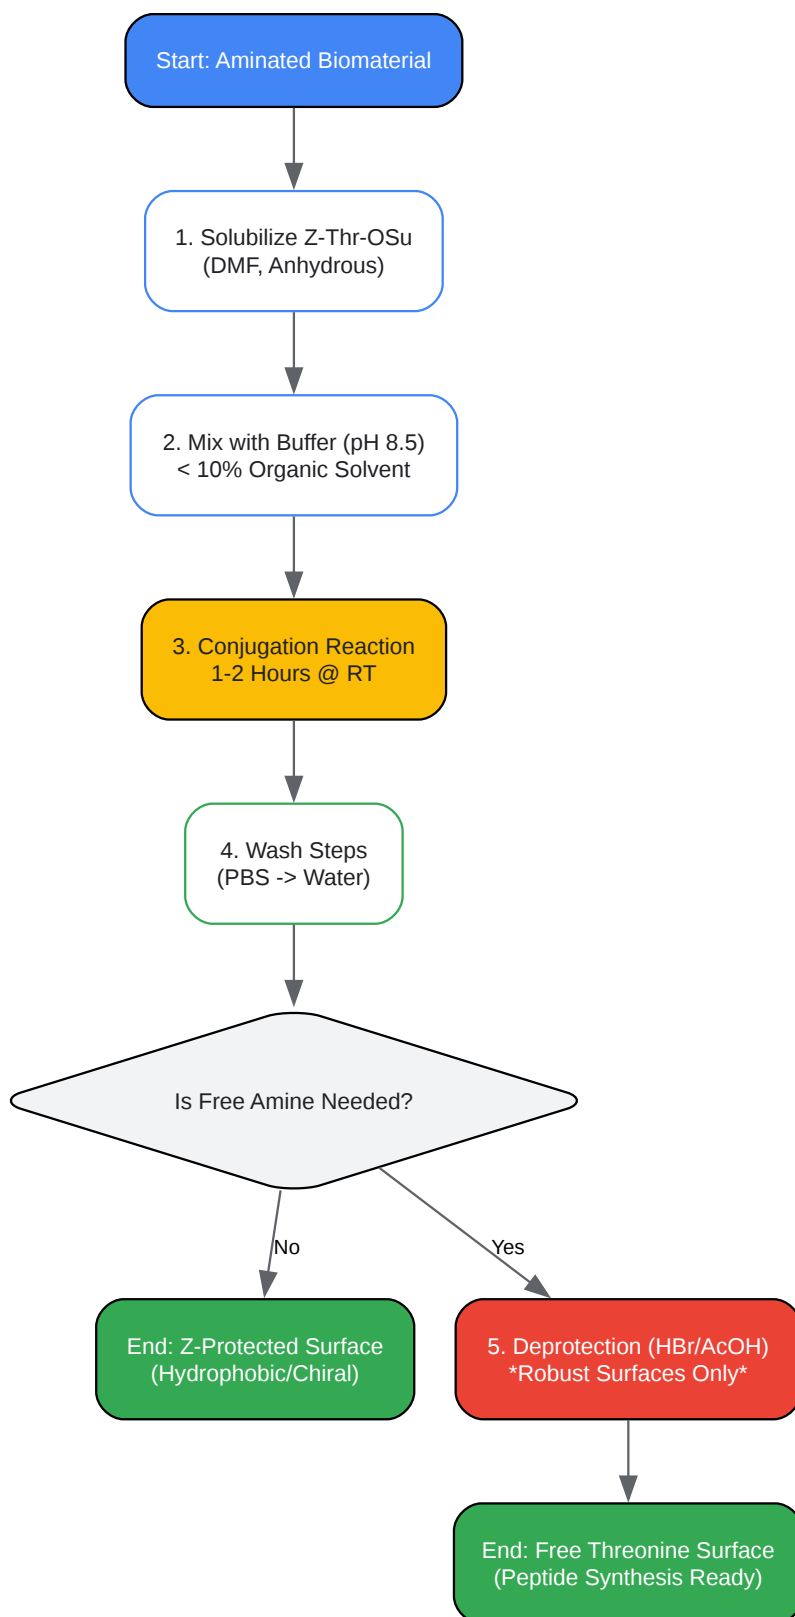 Start: Aminated Biomaterial
1. Solubilize Z-Thr-OSu
(DMF, Anhydrous)
2. Mix with Buffer (pH 8.5)
< 10% Organic Solvent
3. Conjugation Reaction
1-2 Hours @ RT
4. Wash Steps
(PBS -> Water)
Is Free Amine Needed?
No
Yes
End: Z-Protected Surface
(Hydrophobic/Chiral)
5. Deprotection (HBr/AcOH)
*Robust Surfaces Only*
End: Free Threonine Surface
(Peptide Synthesis Ready)